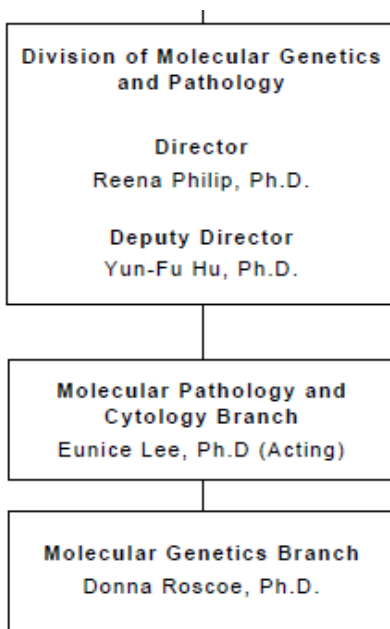 Division of Molecular Genetics
and Pathology
Director
Reena Philip, Ph.D.
Deputy Director
Yun-Fu Hu, Ph.D.
Molecular Pathology and
Cytology Branch
Eunice Lee, Ph.D (Acting)
Molecular Genetics Branch
Donna Roscoe, Ph.D.